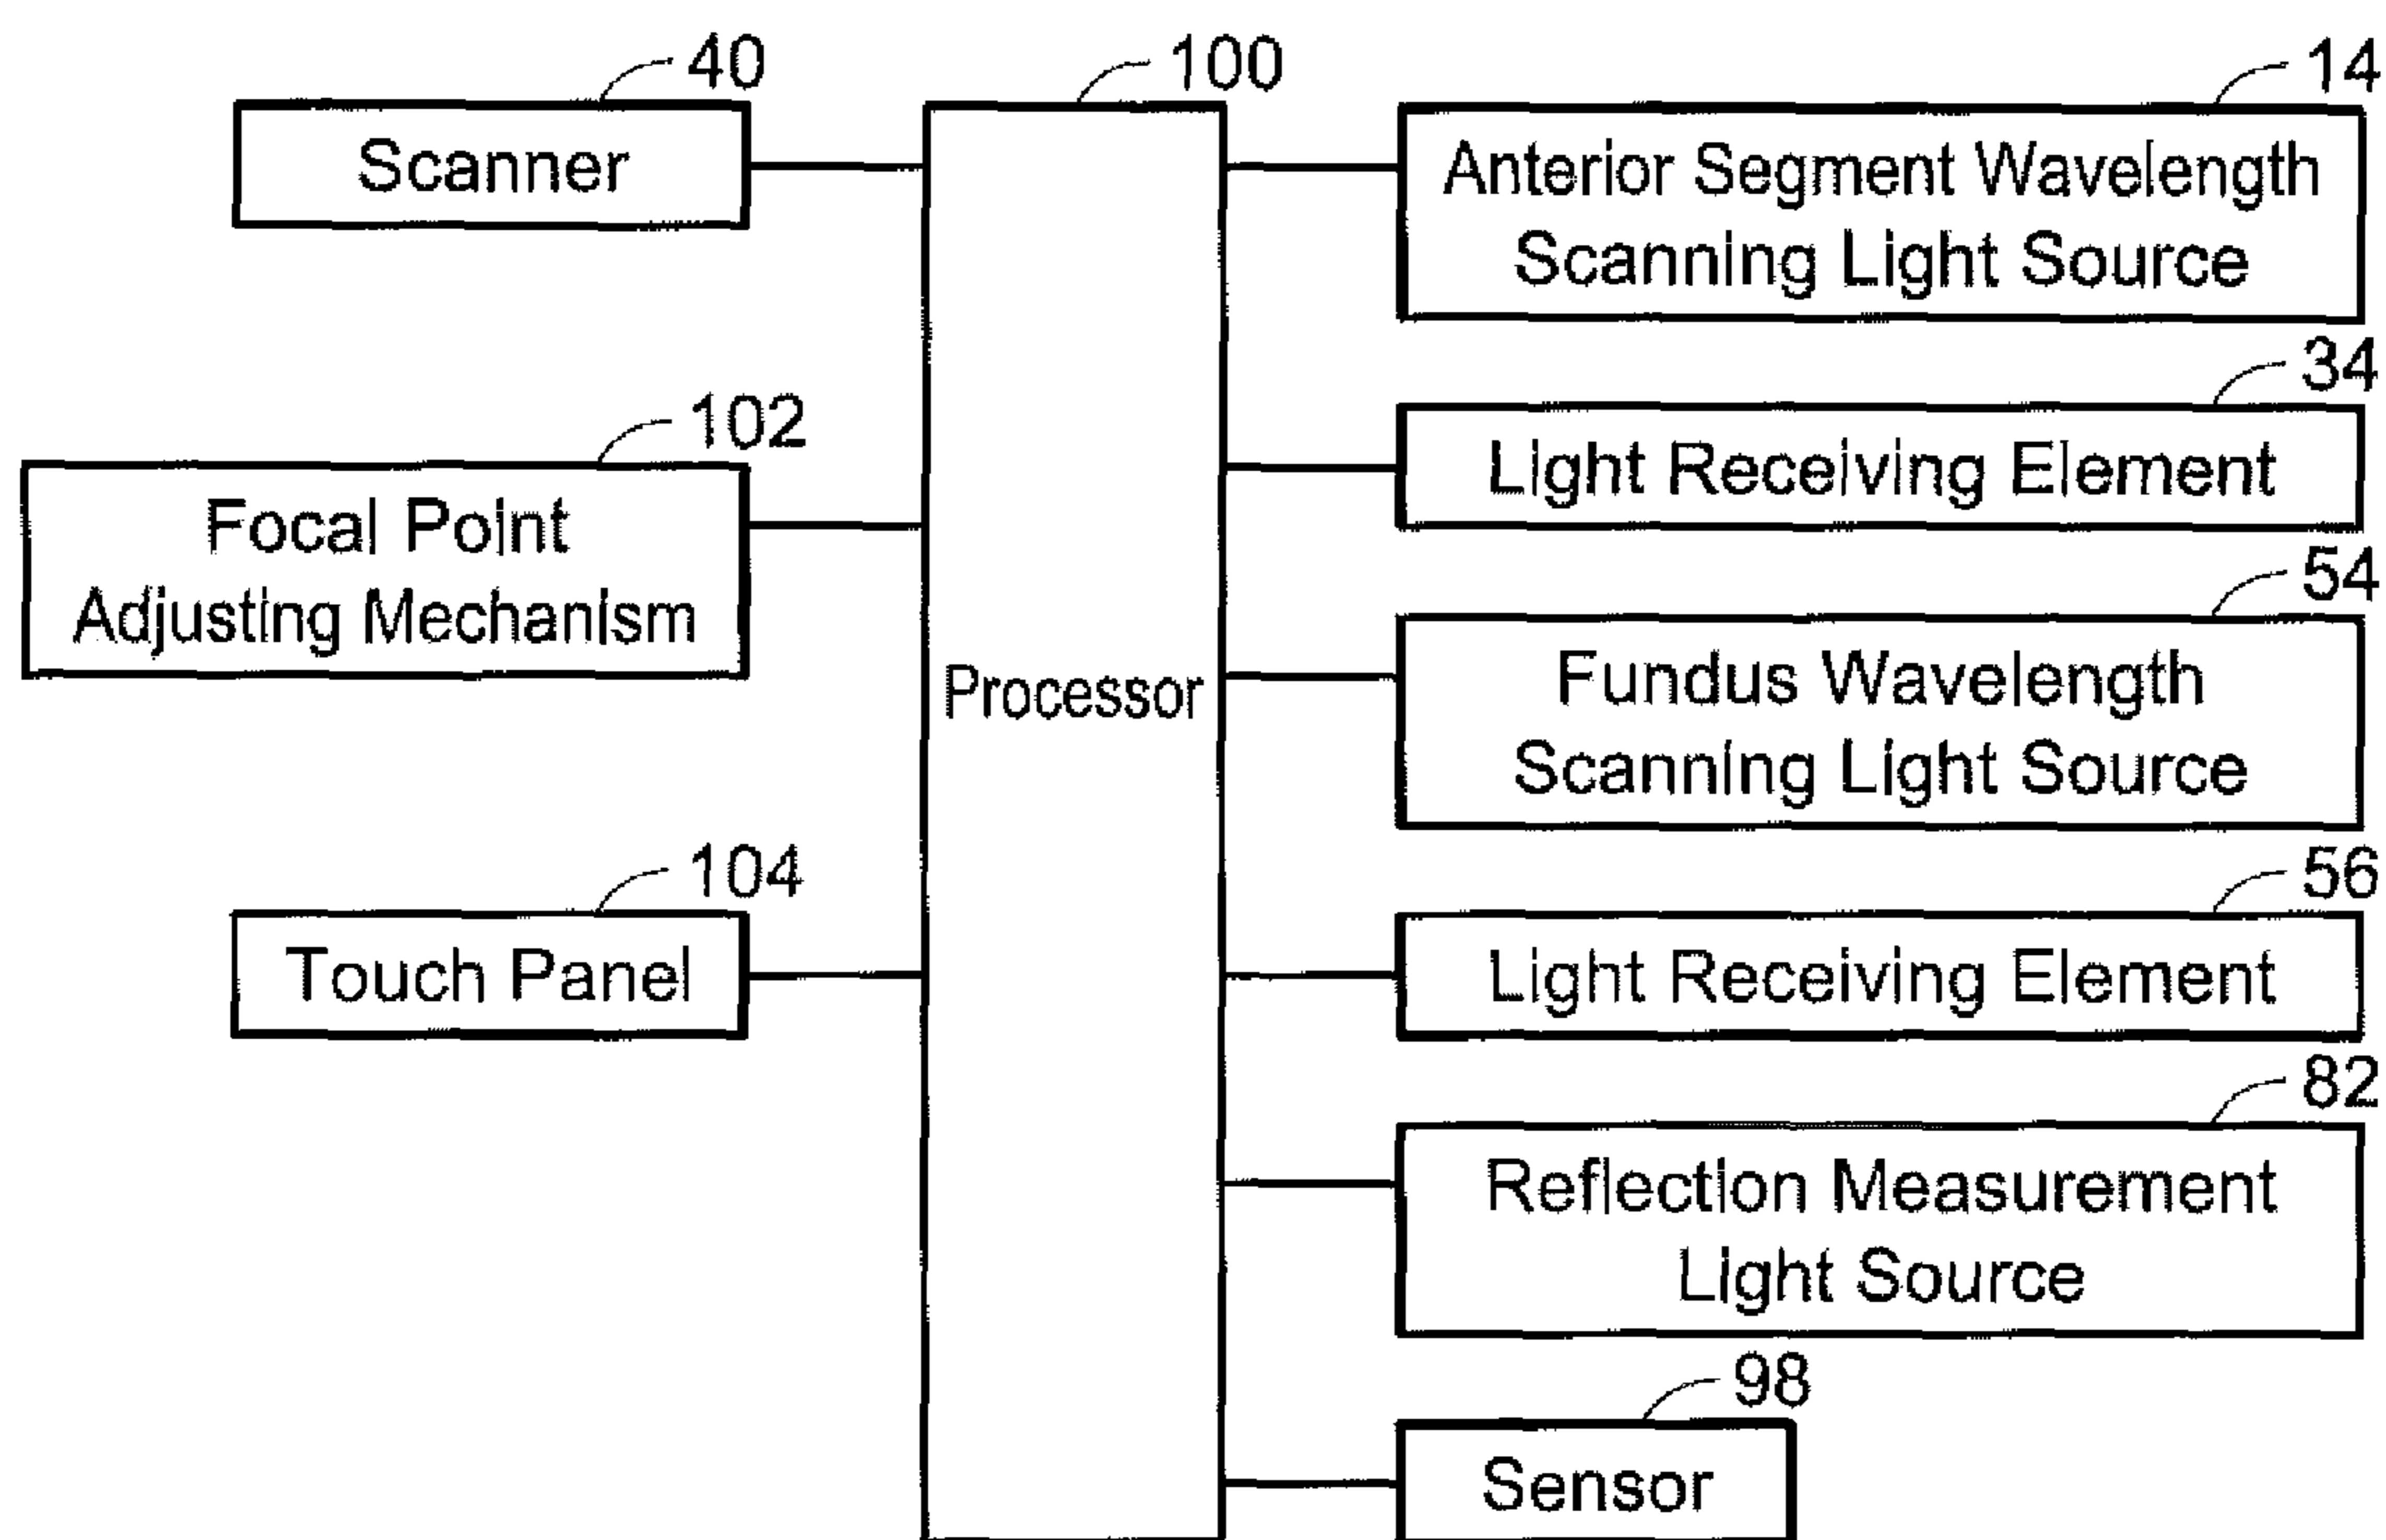 40
Scanner
102
Focal Point
Adjusting Mechanism
104
Touch Panel
100
Processor
14
Anterior Segment Wavelength
Scanning Light Source
34
Light Receiving Element
54
Fundus Wavelength
Scanning Light Source
56
Light Receiving Element
82
Reflection Measurement
Light Source
98
Sensor